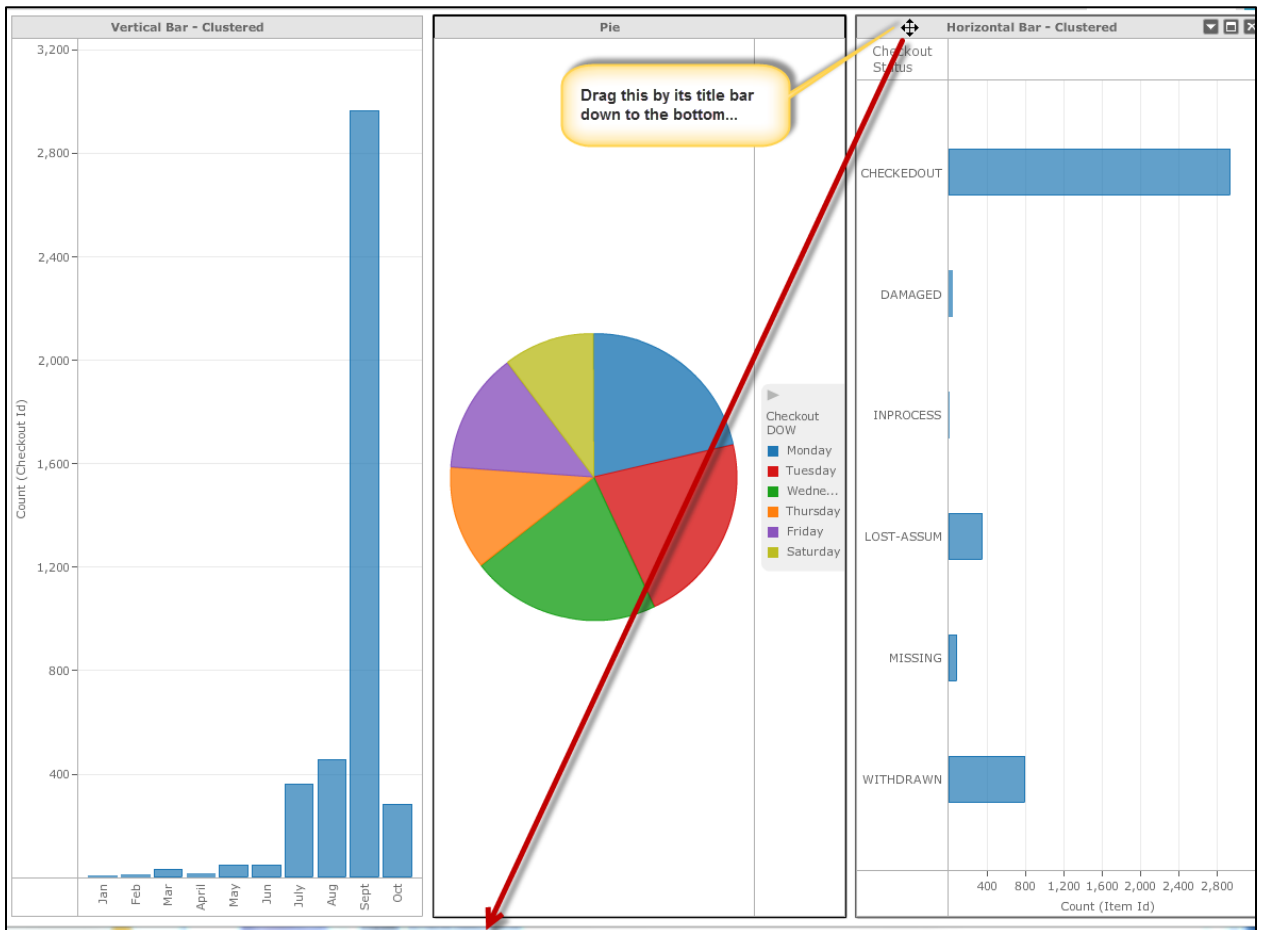 Vertical Bar - Clustered
3,200
2,800
2,400
2,000
1,600
1,200
800
400
Count (Checkout Id)
Jan
Feb
Mar
April
May
Jun
July
Aug
Sept
Oct
Pie
Drag this by its title bar
down to the bottom...
Checkout
DOW
Monday
Tuesday
Wedne...
Thursday
Friday
Saturday
Horizontal Bar - Clustered
Checkout
Status
CHECKEDOUT
DAMAGED
INPROCESS
LOST-ASSUM
MISSING
WITHDRAWN
400 800 1,200 1,600 2,000 2,400 2,800
Count (Item Id)